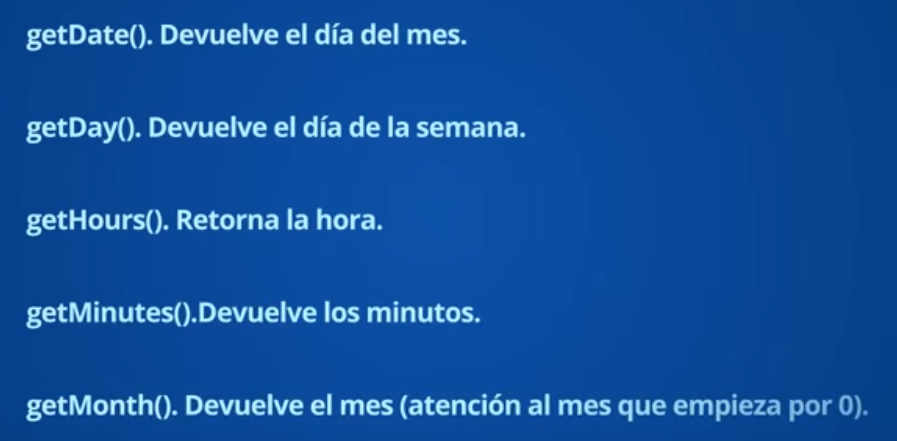 getDate(). Devuelve el día del mes.
getDay(). Devuelve el día de la semana.
getHours(). Retorna la hora.
getMinutes().Devuelve los minutos.
getMonth(). Devuelve el mes (atención al mes que empieza por 0).